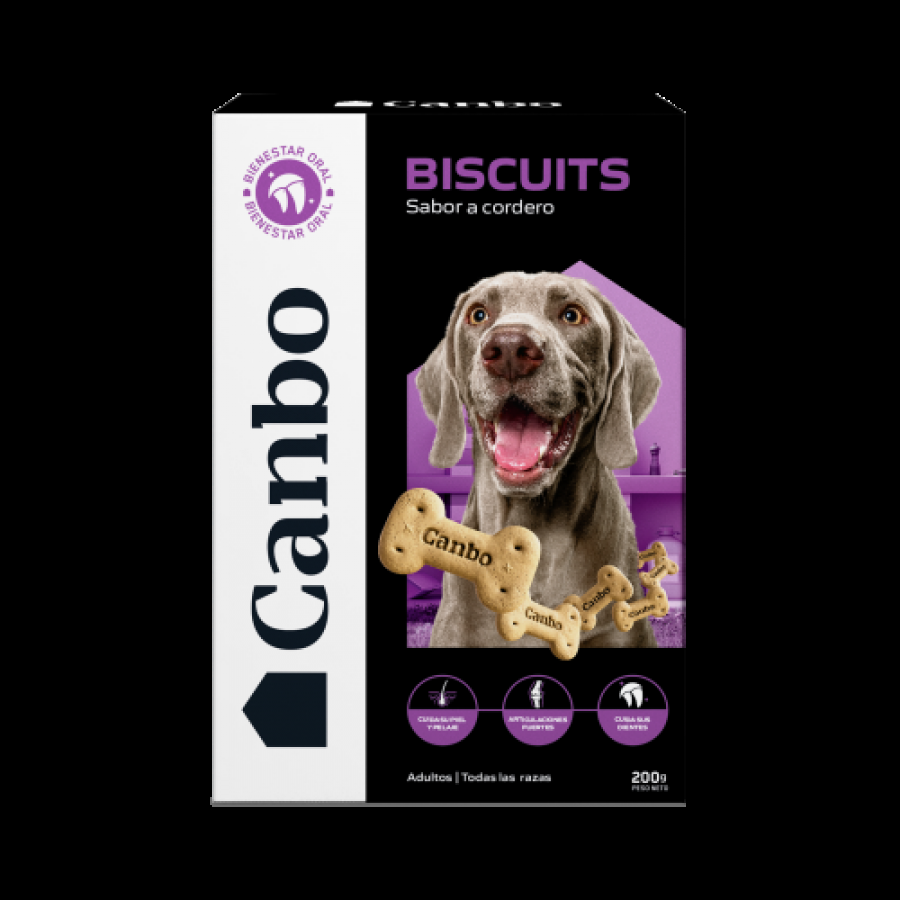 Canbo
BIENESTAR ORAL
BIENESTAR ORAL
Canbo
BISCUITS
Sabor a cordero
Canbo
Canbo
Canbo
Canbo
CUIDA SU PIEL
Y PELAJE
ARTICULACIONES
FUERTES
CUIDA SUS
DIENTES
Adultos | Todas las razas
200g
PESO NETO